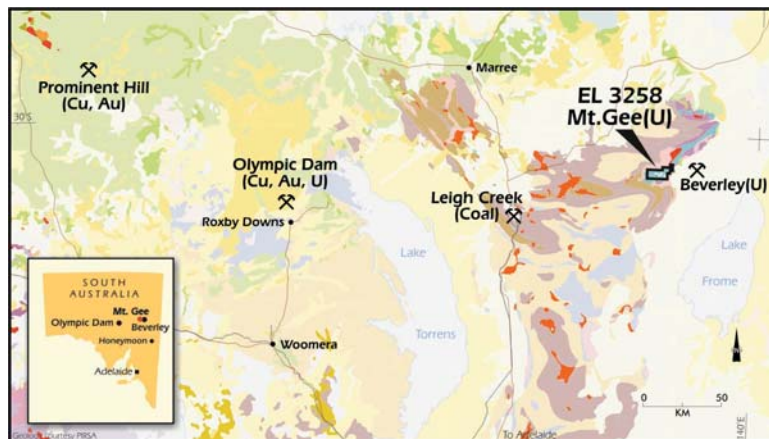 Prominent Hill
(Cu, Au)
30°S
Marree
EL 3258
Mt.Gee(U)
Olympic Dam
(Cu, Au, U)
Roxby Downs
Leigh Creek
(Coal)
Beverley(U)
Lake
Torrens
Lake
Frome
SOUTH
AUSTRALIA
Mt. Gee
Olympic Dam
Beverley
Honeymoon
Adelaide
Woomera
0
50
KM
To Adelaide
140°E